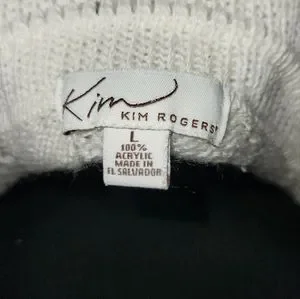 Kim
KIM ROGERS
L
100%
ACRYLIC
MADE IN
EL SALVADOR